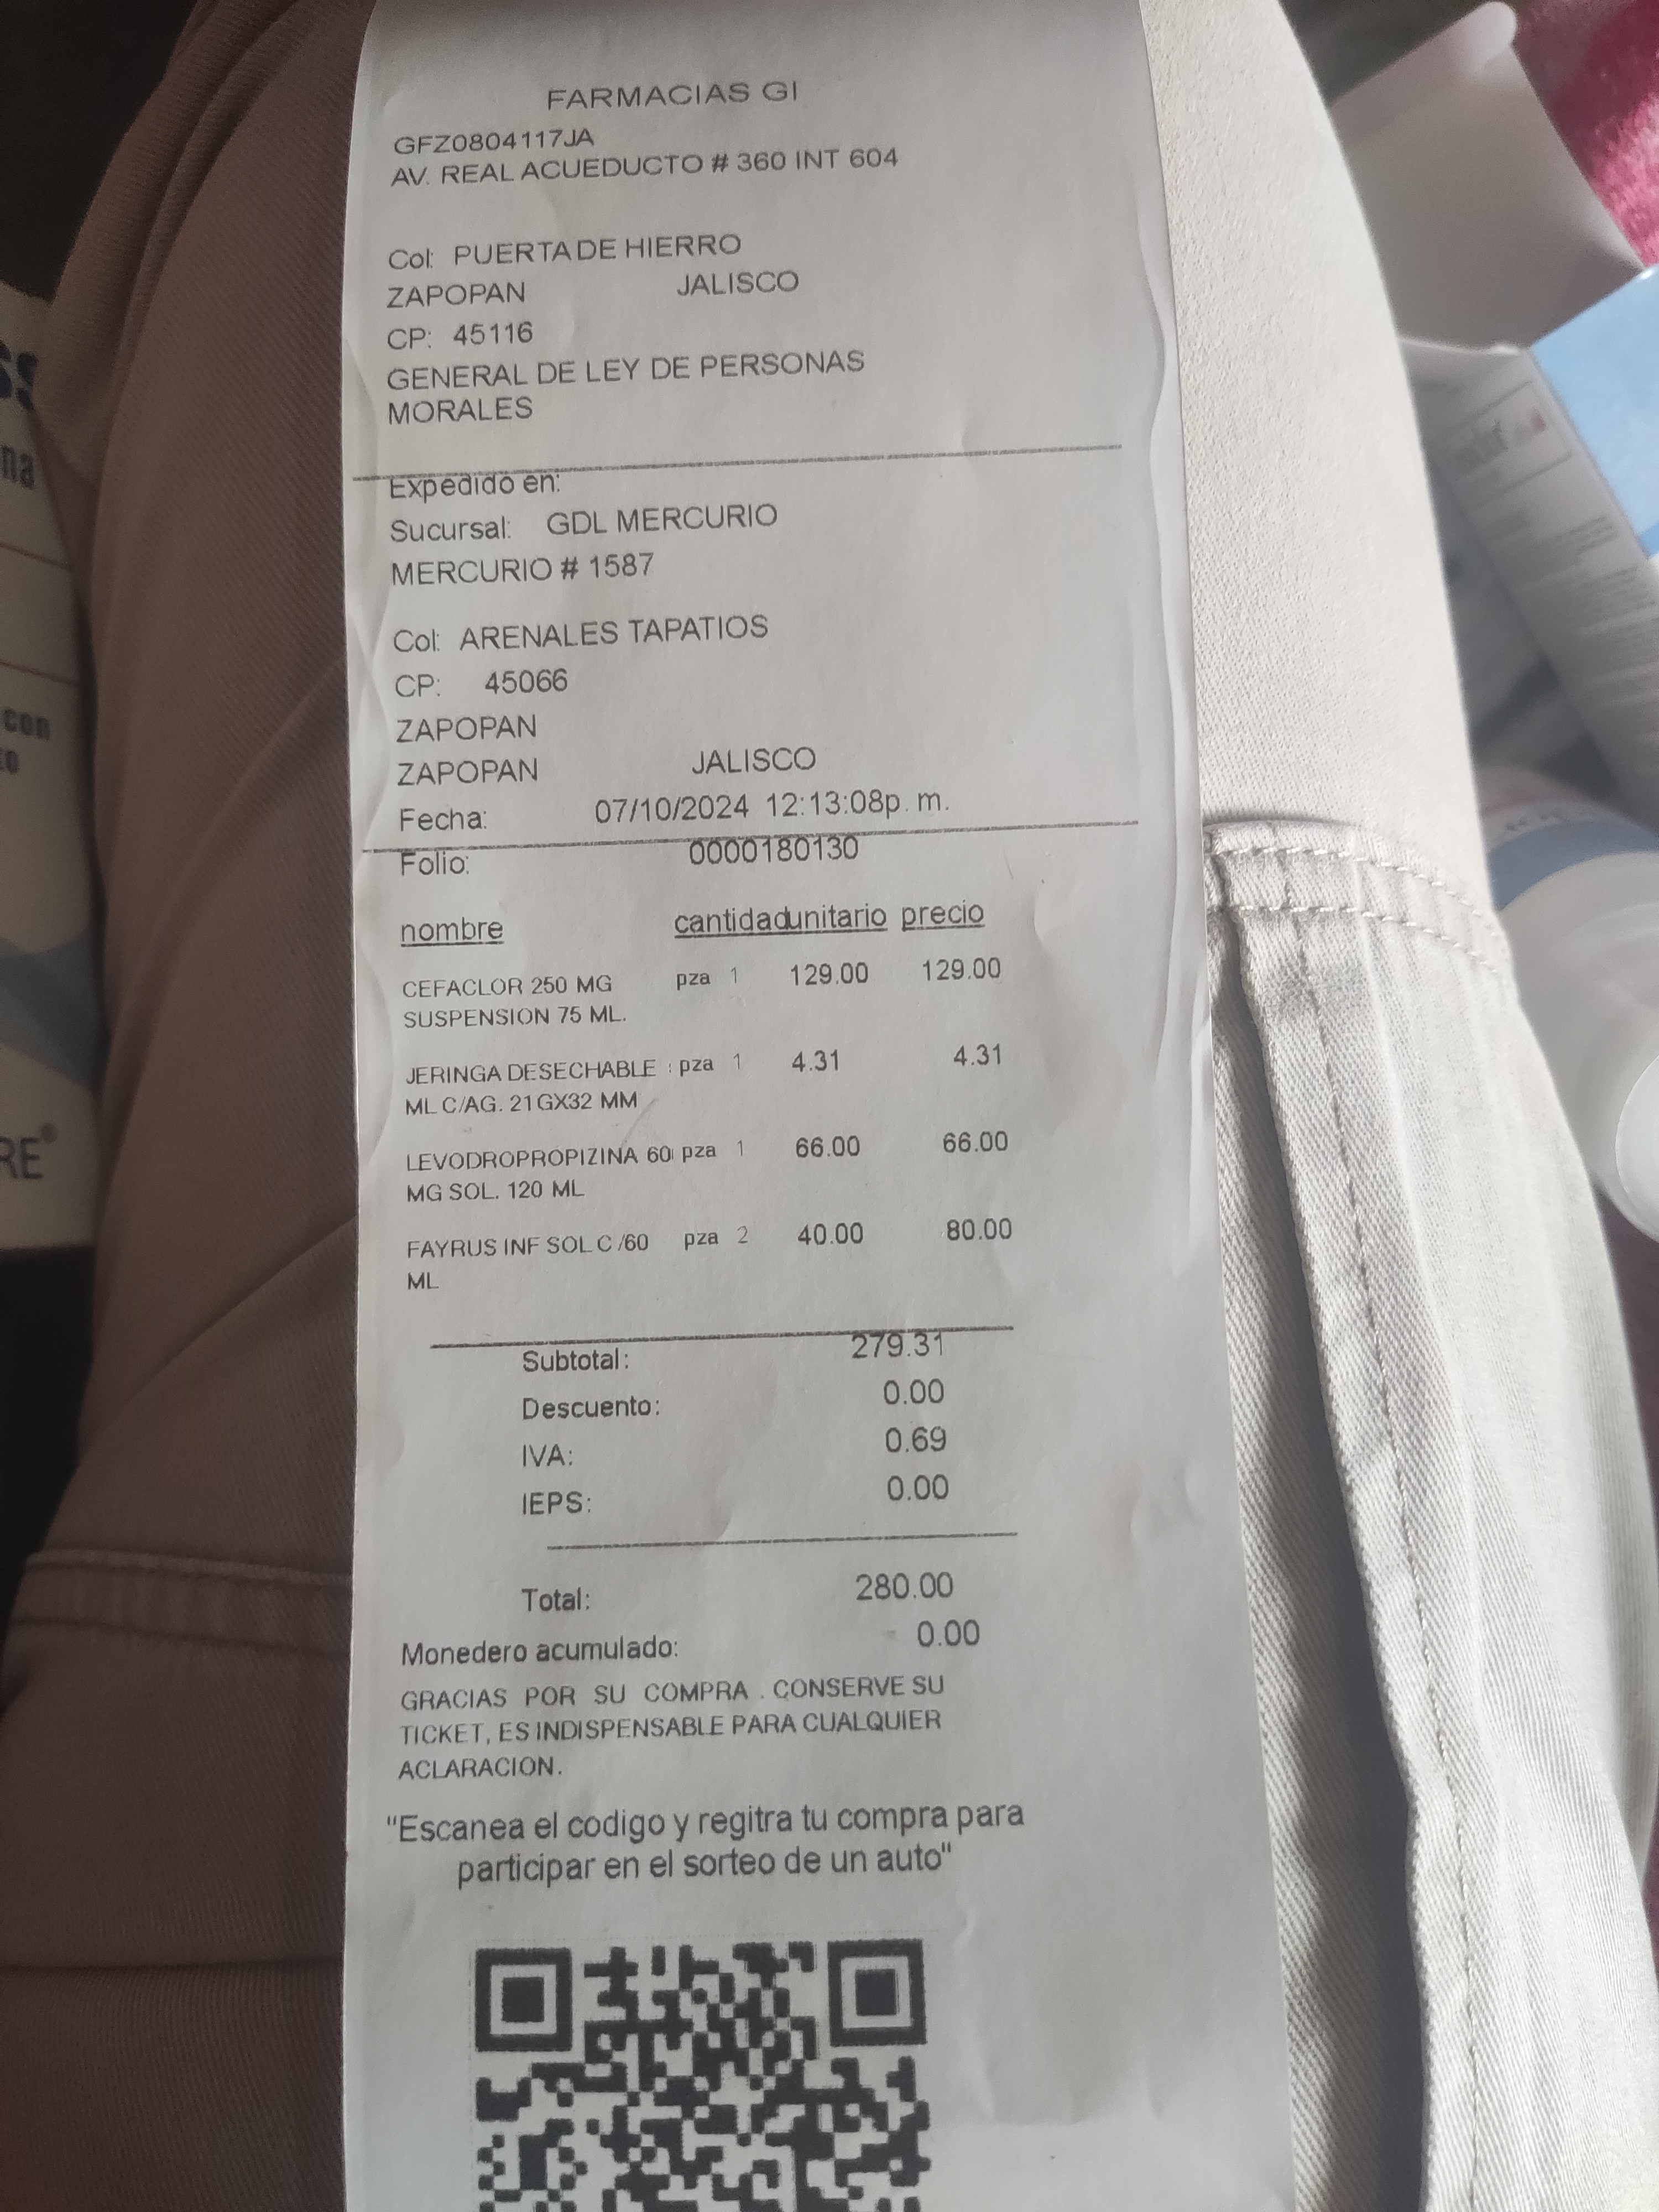 FARMACIAS GI
GFZ0804117JA
AV. REAL ACUEDUCTO # 360 INT 604
Col: PUERTA DE HIERRO
ZAPOPAN JALISCO
CP: 45116
GENERAL DE LEY DE PERSONAS
MORALES
Expedido en:
Sucursal: GDL MERCURIO
MERCURIO # 1587
Col: ARENALES TAPATIOS
CP: 45066
ZAPOPAN
ZAPOPAN JALISCO
Fecha: 07/10/2024 12:13:08p. m.
Folio: 0000180130
nombre cantidad unitario precio
CEFACLOR 250 MG pza 1 129.00 129.00
SUSPENSION 75 ML.
JERINGA DESECHABLE pza 1 4.31 4.31
ML C/AG. 21GX32 MM
LEVODROPROPIZINA 60 pza 1 66.00 66.00
MG SOL. 120 ML
FAYRUS INF SOL C/60 pza 2 40.00 80.00
ML
Subtotal: 279.31
Descuento: 0.00
IVA: 0.69
IEPS: 0.00
Total: 280.00
Monedero acumulado: 0.00
GRACIAS POR SU COMPRA . CONSERVE SU
TICKET, ES INDISPENSABLE PARA CUALQUIER
ACLARACION.
"Escanea el codigo y regitra tu compra para
participar en el sorteo de un auto"
con
RE®